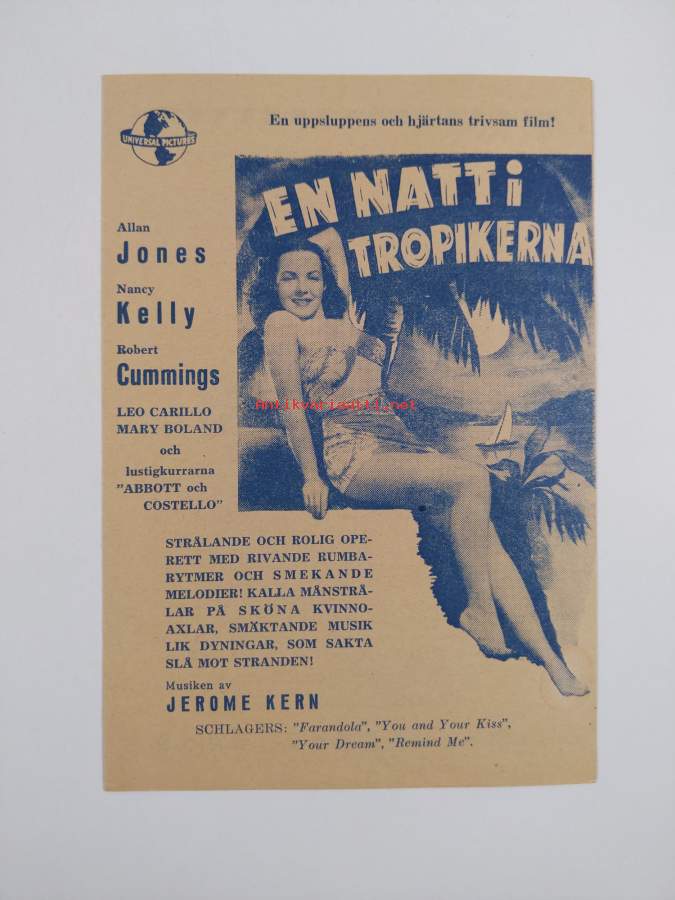 UNIVERSAL PICTURES
En uppsluppens och hjärtans trivsam film!
EN NATT i
TROPIKERNA
Allan
Jones
Nancy
Kelly
Robert
Cummings
LEO CARILLO
MARY BOLAND
och
lustigkurrarna
"ABBOTT och
COSTELLO"
Antikvariaatti.net
STRÅLANDE OCH ROLIG OPE-
RETT MED RIVANDE RUMBA-
RYTMER OCH SMEKANDE
MELODIER! KALLA MÅNSTRÅ-
LAR PÅ SKÖNA KVINNO-
AXLAR, SMÄKTANDE MUSIK
LIK DYNINGAR, SOM SAKTA
SLÅ MOT STRANDEN!
Musiken av
JEROME KERN
SCHLAGERS: "Farandola", "You and Your Kiss",
"Your Dream", "Remind Me".